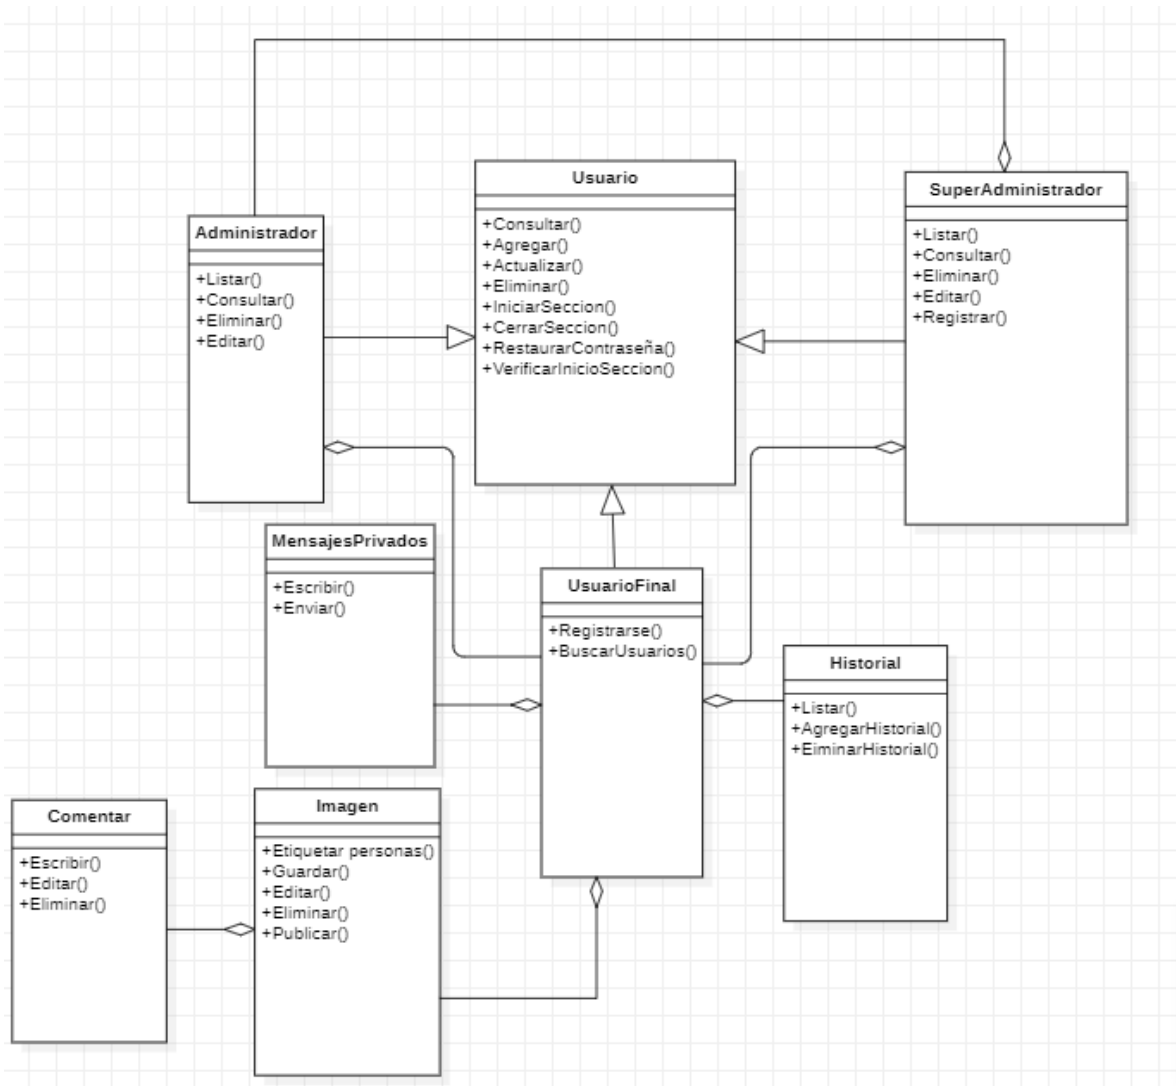 Usuario
+Consultar()
+Agregar()
+Actualizar()
+Eliminar()
+IniciarSeccion()
+CerrarSeccion()
+RestaurarContraseña()
+VerificarInicioSeccion()
SuperAdministrador
+Listar()
+Consultar()
+Eliminar()
+Editar()
+Registrar()
Administrador
+Listar()
+Consultar()
+Eliminar()
+Editar()
MensajesPrivados
+Escribir()
+Enviar()
UsuarioFinal
+Registrarse()
+BuscarUsuarios()
Historial
+Listar()
+AgregarHistorial()
+EiminarHistorial()
Comentar
+Escribir()
+Editar()
+Eliminar()
Imagen
+Etiquetar personas()
+Guardar()
+Editar()
+Eliminar()
+Publicar()